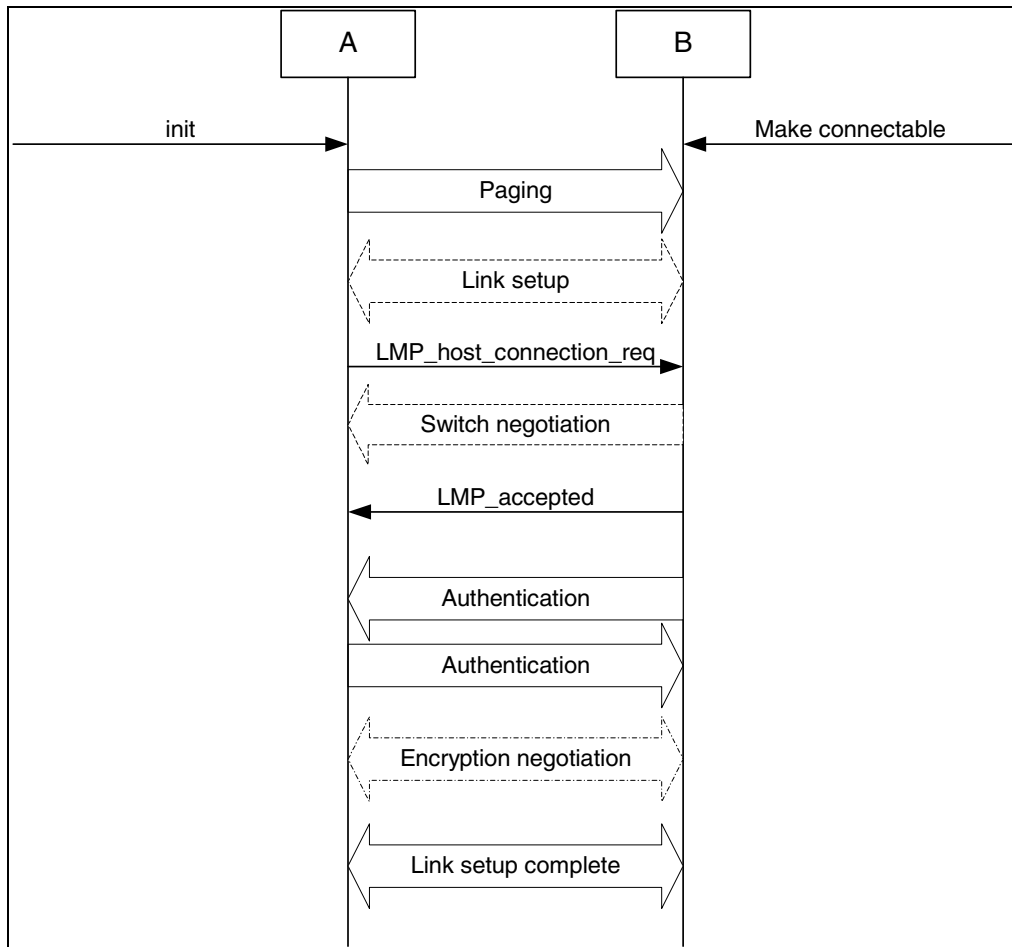 A
B
init
Make connectable
Paging
Link setup
LMP_host_connection_req
Switch negotiation
LMP_accepted
Authentication
Authentication
Encryption negotiation
Link setup complete